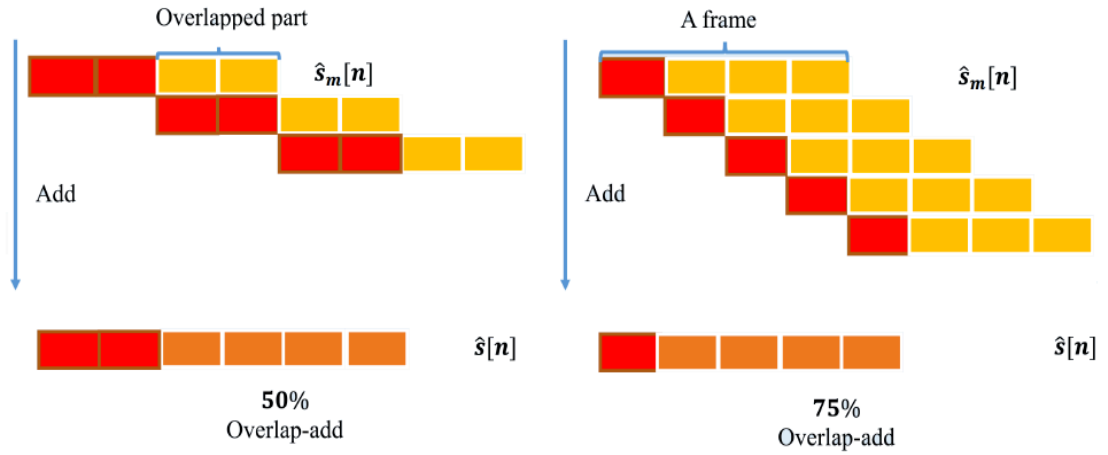 Overlapped part
ŝₘ[n]
Add
ŝ[n]
50%
Overlap-add
A frame
ŝₘ[n]
Add
ŝ[n]
75%
Overlap-add